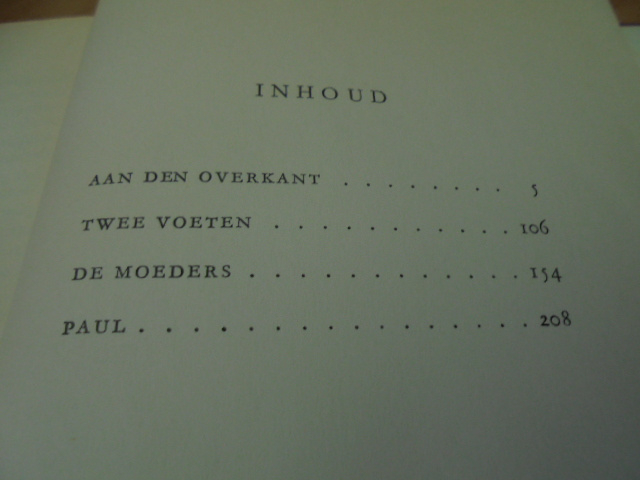 INHOUD
AAN DEN OVERKANT . . . . . . . . 5
TWEE VOETEN . . . . . . . . . . . 106
DE MOEDERS . . . . . . . . . . . . 154
PAUL . . . . . . . . . . . . . . . 208